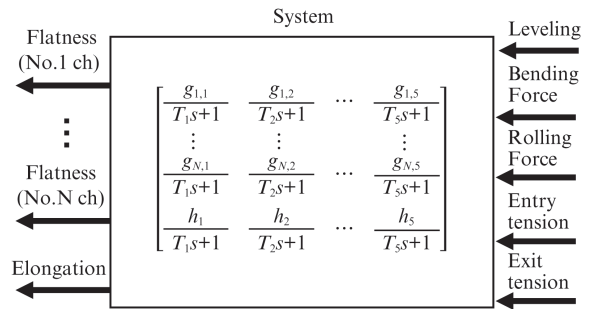 System
Flatness
(No.1 ch)
⋮
Flatness
(No.N ch)
Elongation
g1,1/(T1s+1) g1,2/(T2s+1) ⋯ g1,5/(T5s+1)
⋮ ⋮ ⋮
gN,1/(T1s+1) gN,2/(T2s+1) ⋯ gN,5/(T5s+1)
h1/(T1s+1) h2/(T2s+1) ⋯ h5/(T5s+1)
Leveling
Bending
Force
Rolling
Force
Entry
tension
Exit
tension